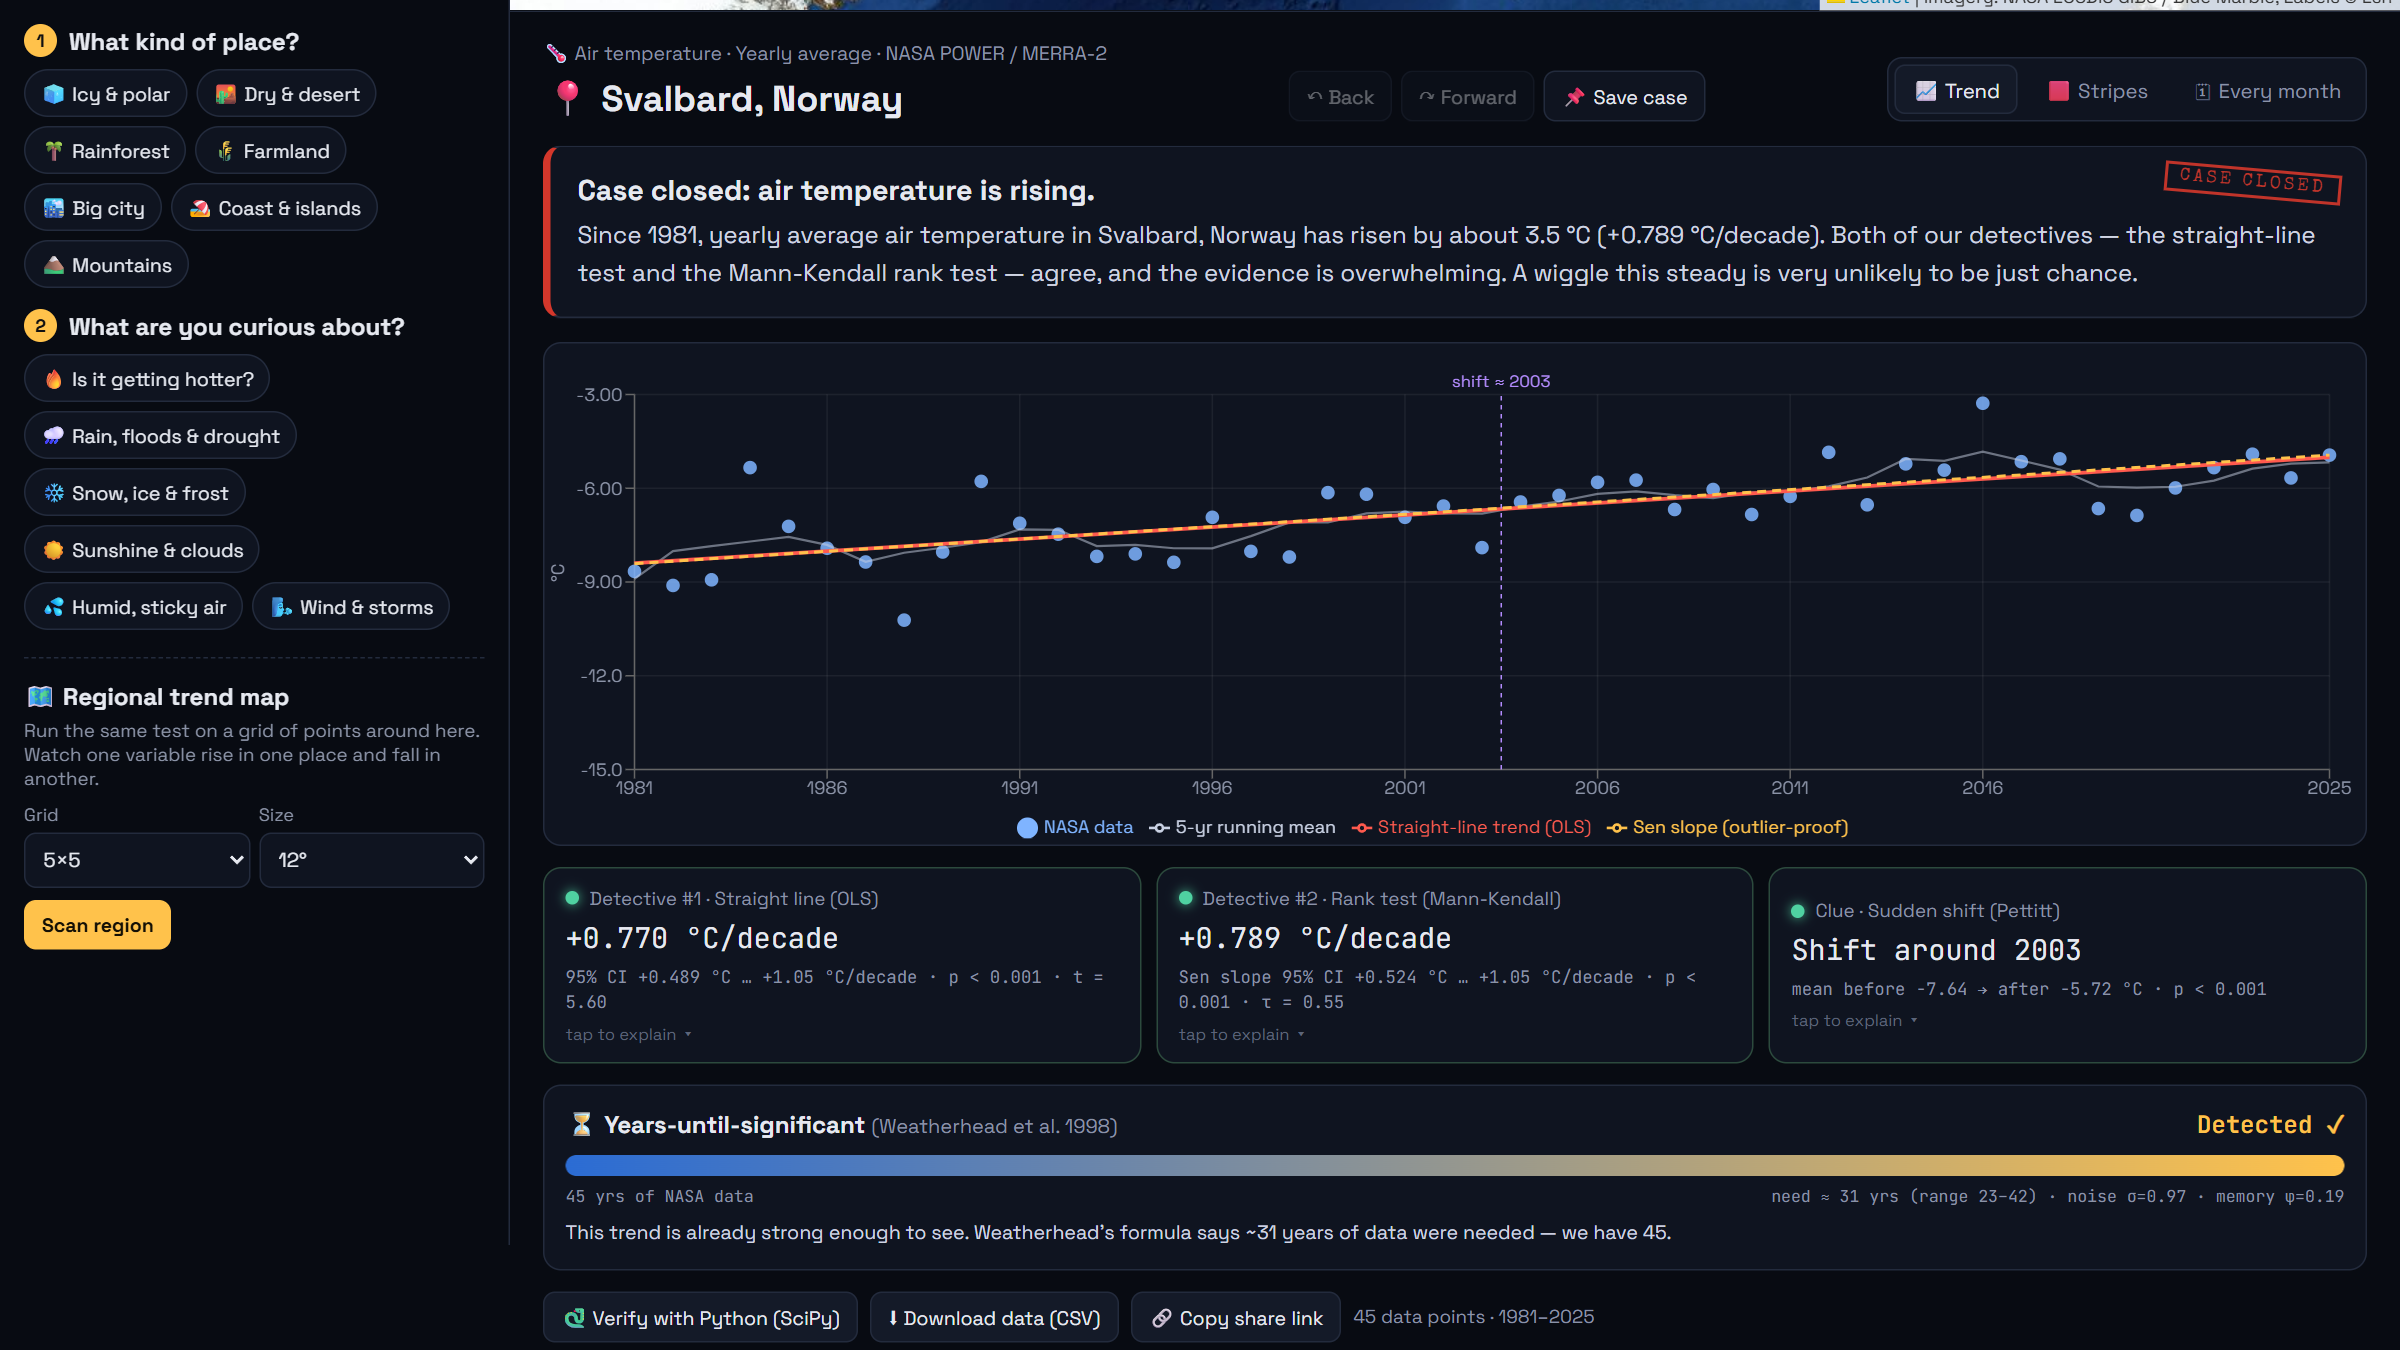 1 What kind of place?
Icy & polar
Dry & desert
Rainforest
Farmland
Big city
Coast & islands
Mountains
2 What are you curious about?
Is it getting hotter?
Rain, floods & drought
Snow, ice & frost
Sunshine & clouds
Humid, sticky air
Wind & storms
Regional trend map
Run the same test on a grid of points around here.
Watch one variable rise in one place and fall in
another.
Grid
Size
5×5
12°
Scan region
Air temperature · Yearly average · NASA POWER / MERRA-2
Svalbard, Norway
↶ Back
↷ Forward
Save case
Trend
Stripes
Every month
Case closed: air temperature is rising.
CASE CLOSED
Since 1981, yearly average air temperature in Svalbard, Norway has risen by about 3.5 °C (+0.789 °C/decade). Both of our detectives — the straight-line
test and the Mann-Kendall rank test — agree, and the evidence is overwhelming. A wiggle this steady is very unlikely to be just chance.
shift ≈ 2003
-3.00
-6.00
-9.00
-12.0
-15.0
°C
1981
1986
1991
1996
2001
2006
2011
2016
2025
NASA data
5-yr running mean
Straight-line trend (OLS)
Sen slope (outlier-proof)
Detective #1 · Straight line (OLS)
+0.770 °C/decade
95% CI +0.489 °C … +1.05 °C/decade · p < 0.001 · t =
5.60
tap to explain ▾
Detective #2 · Rank test (Mann-Kendall)
+0.789 °C/decade
Sen slope 95% CI +0.524 °C … +1.05 °C/decade · p <
0.001 · τ = 0.55
tap to explain ▾
Clue · Sudden shift (Pettitt)
Shift around 2003
mean before -7.64 → after -5.72 °C · p < 0.001
tap to explain ▾
Years-until-significant (Weatherhead et al. 1998)
Detected ✓
45 yrs of NASA data
need ≈ 31 yrs (range 23–42) · noise σ=0.97 · memory φ=0.19
This trend is already strong enough to see. Weatherhead's formula says ~31 years of data were needed — we have 45.
Verify with Python (SciPy)
⬇ Download data (CSV)
Copy share link
45 data points · 1981–2025